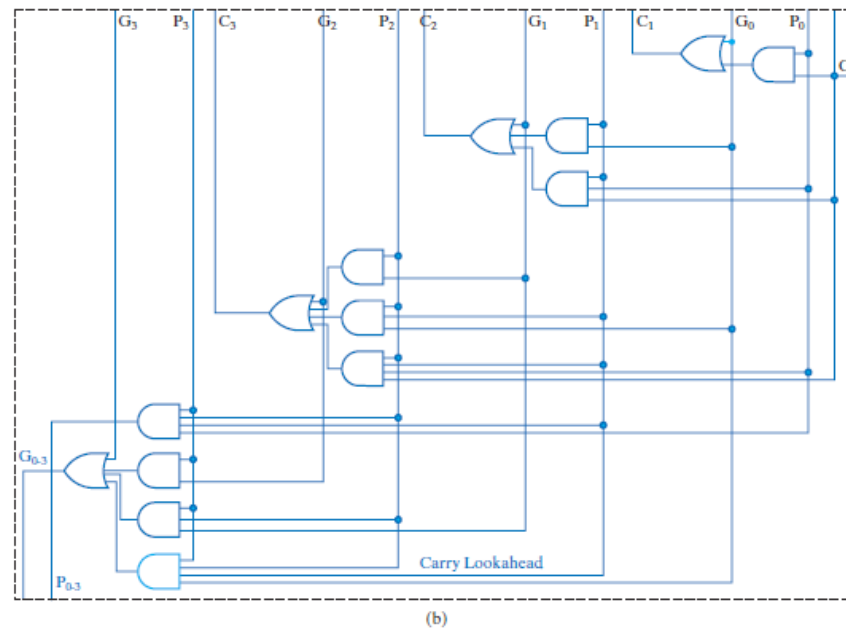 G₃ P₃ C₃ G₂ P₂ C₂ G₁ P₁ C₁ G₀ P₀
C
G₀₋₃
Carry Lookahead
P₀₋₃
(b)